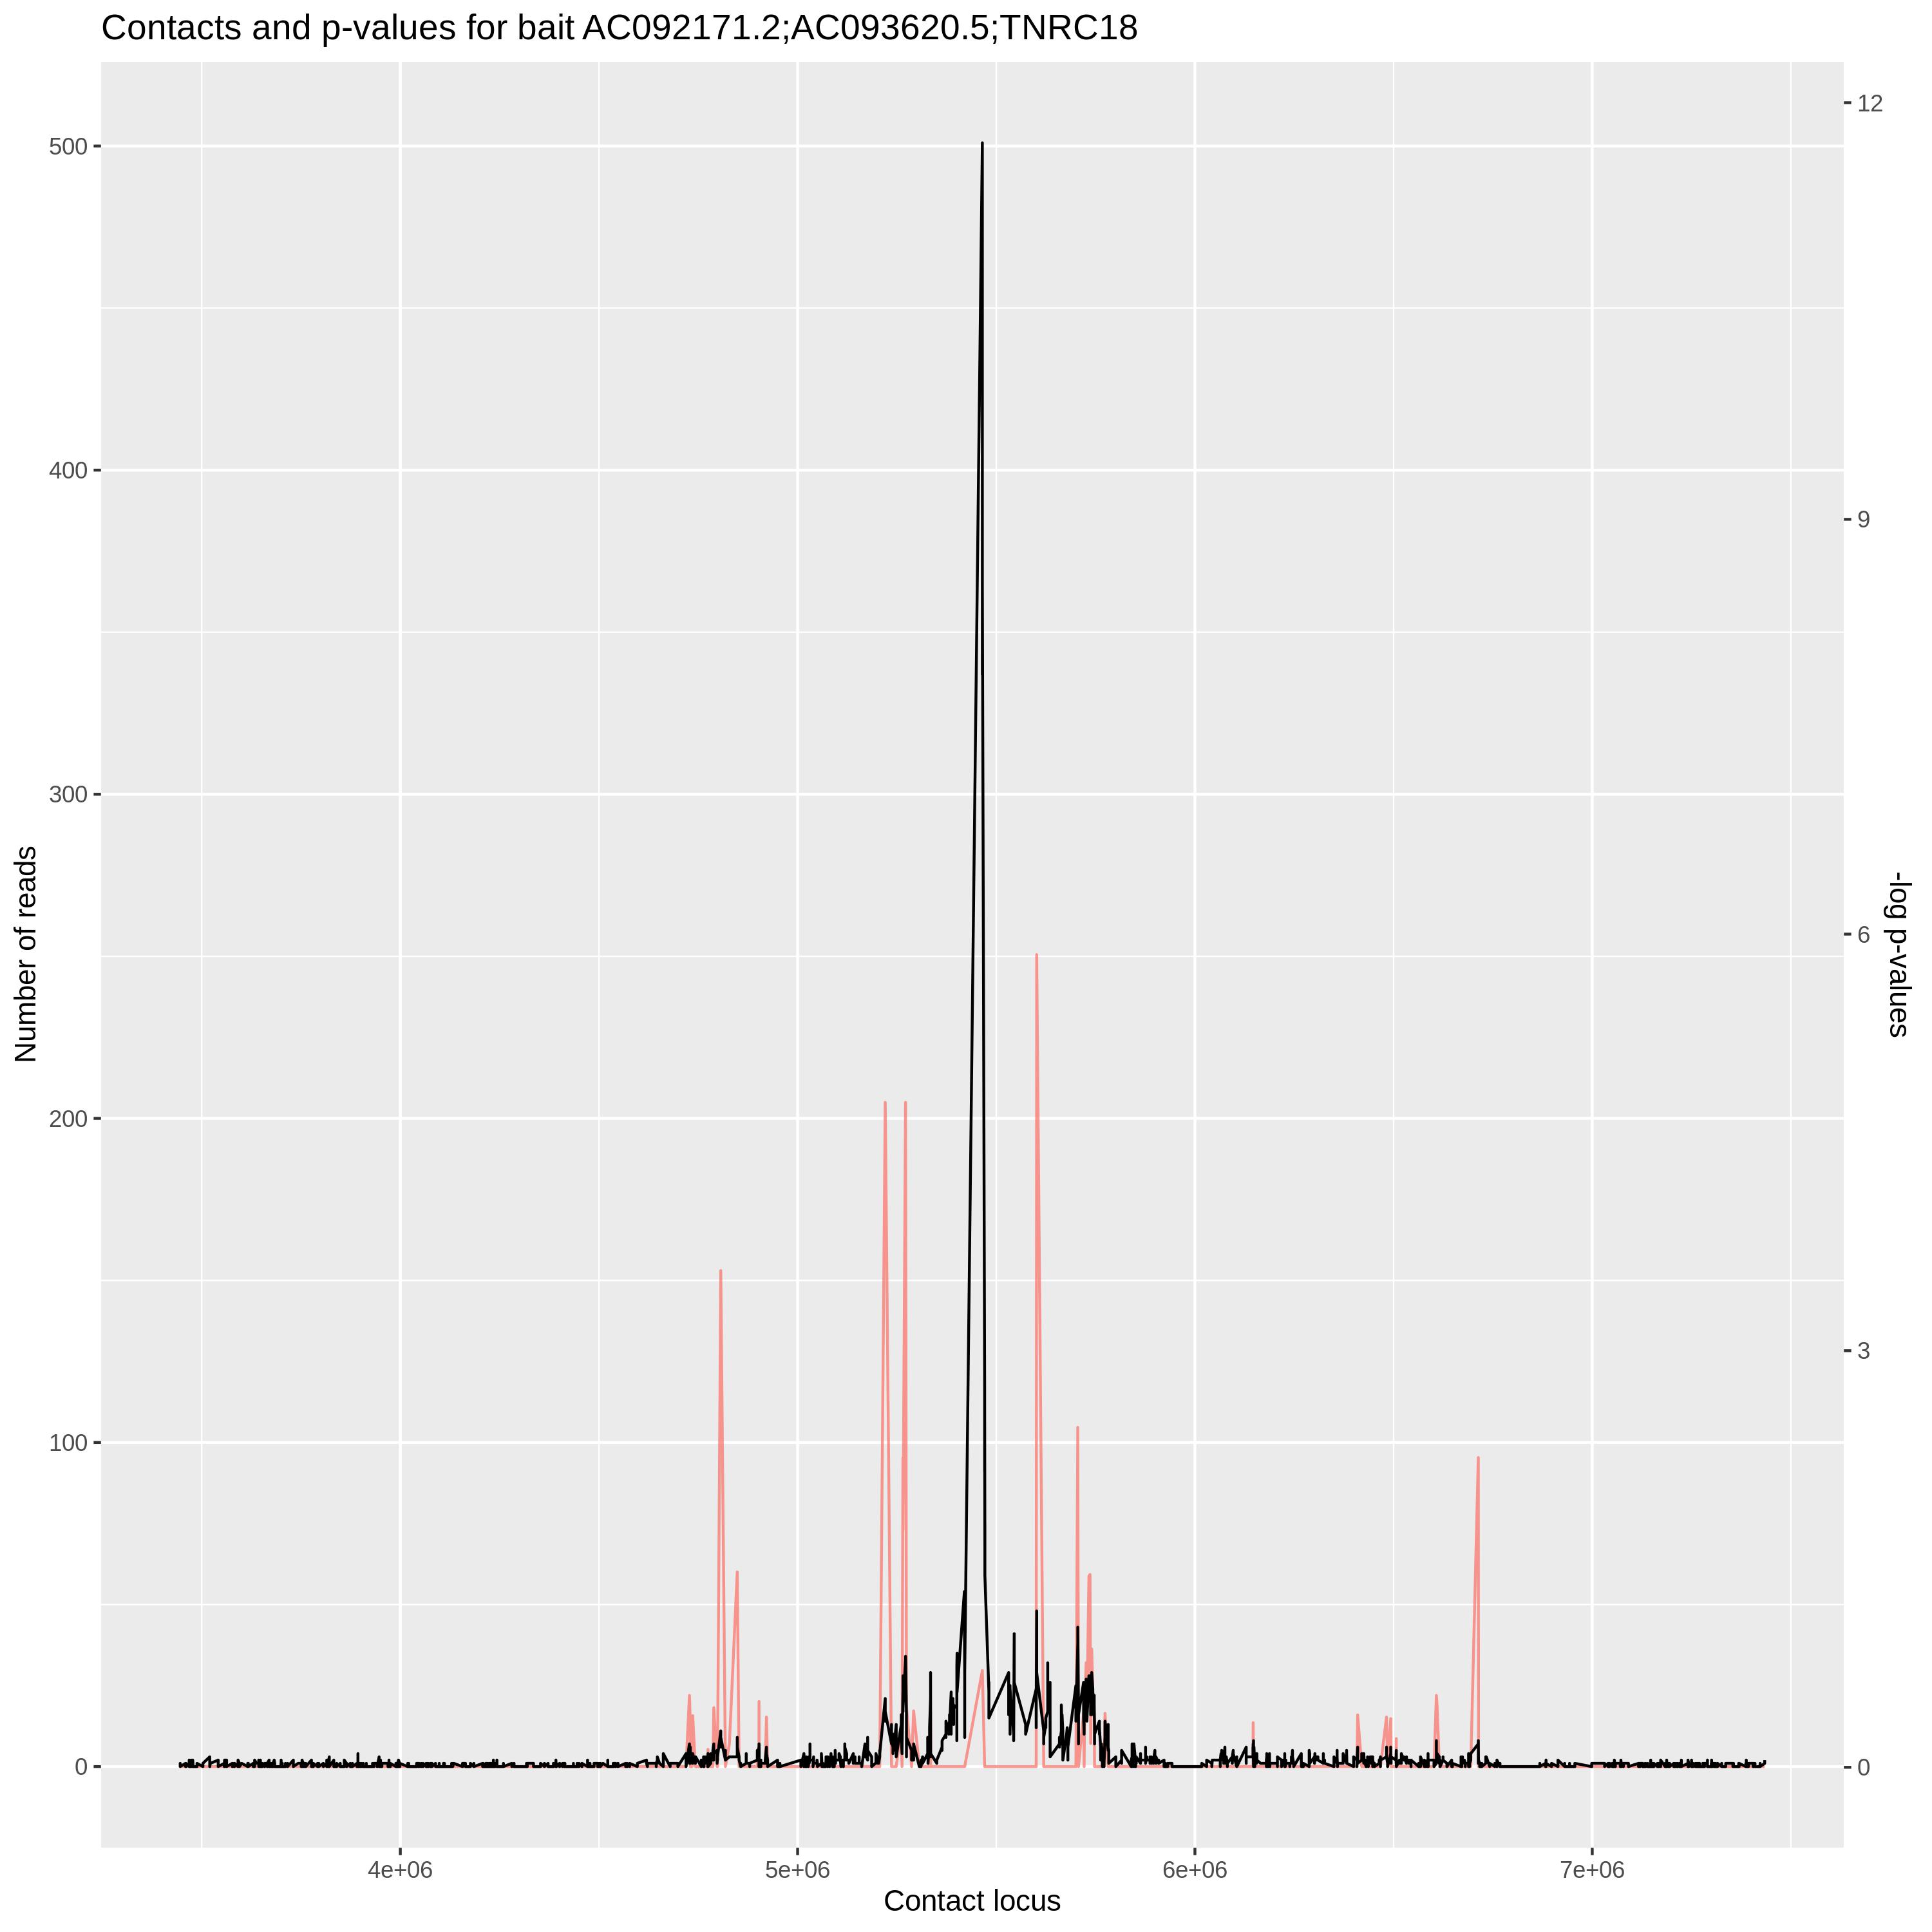 Contacts and p-values for bait AC092171.2;AC093620.5;TNRC18
500
400
300
200
100
0
Number of reads
12
9
6
3
0
-log p-values
4e+06
5e+06
6e+06
7e+06
Contact locus